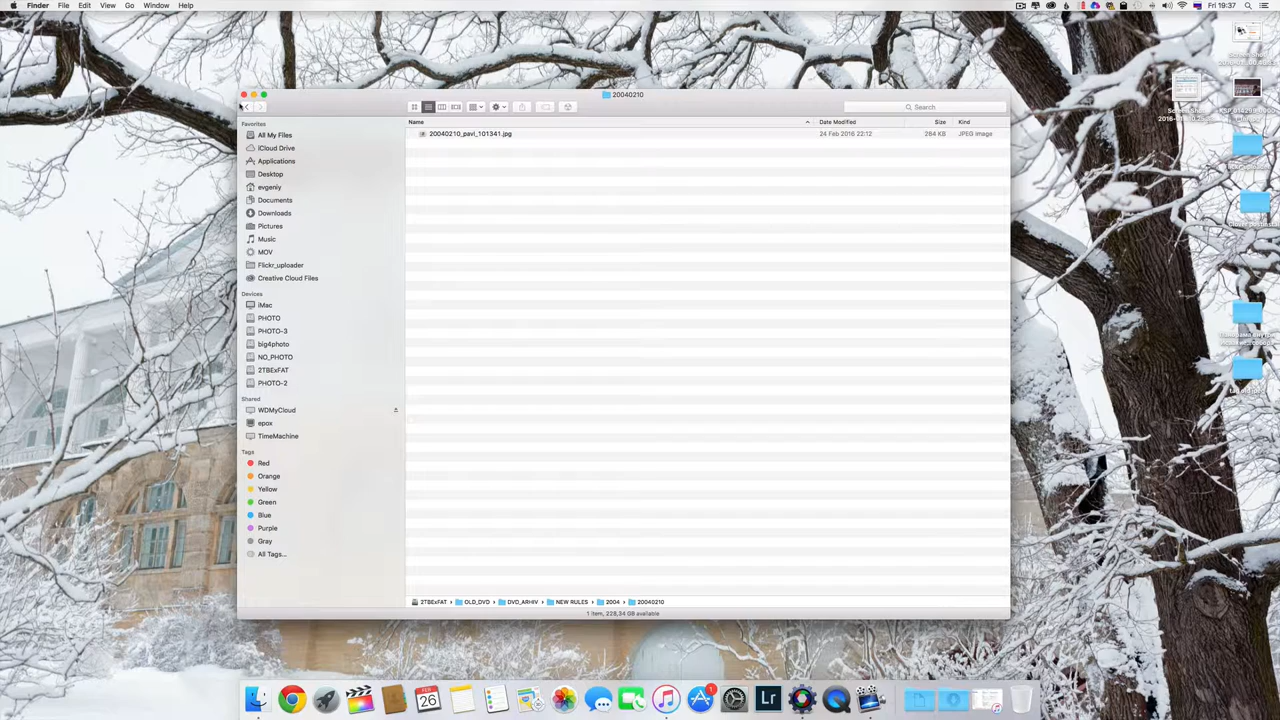 Finder File Edit View Go Window Help
Fri 19:37
20040210
Search
Favorites
All My Files
iCloud Drive
Applications
Desktop
evgeniy
Documents
Downloads
Pictures
Music
MOV
Flickr_uploader
Creative Cloud Files
Devices
iMac
PHOTO
PHOTO-3
big4photo
NO_PHOTO
2TBExFAT
PHOTO-2
Shared
WDMyCloud
epox
TimeMachine
Tags
Red
Orange
Yellow
Green
Blue
Purple
Gray
All Tags...
Name Date Modified Size Kind
20040210_pavl_101341.jpg 24 Feb 2016 22:12 284 KB JPEG image
2TBExFAT OLD_DVD DVD_ARHIV NEW RULES 2004 20040210
1 item, 228,34 GB available
FEB
26
1
Lr